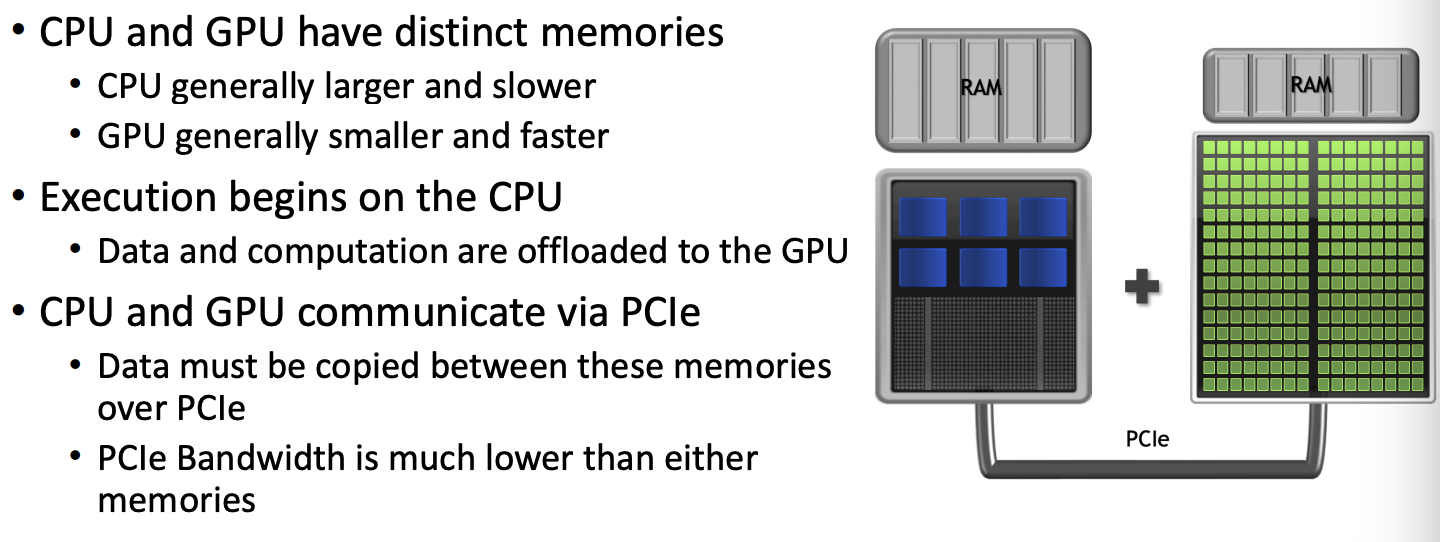 • CPU and GPU have distinct memories
• CPU generally larger and slower
• GPU generally smaller and faster
• Execution begins on the CPU
• Data and computation are offloaded to the GPU
• CPU and GPU communicate via PCIe
• Data must be copied between these memories
over PCIe
• PCIe Bandwidth is much lower than either
memories
RAM
RAM
PCIe